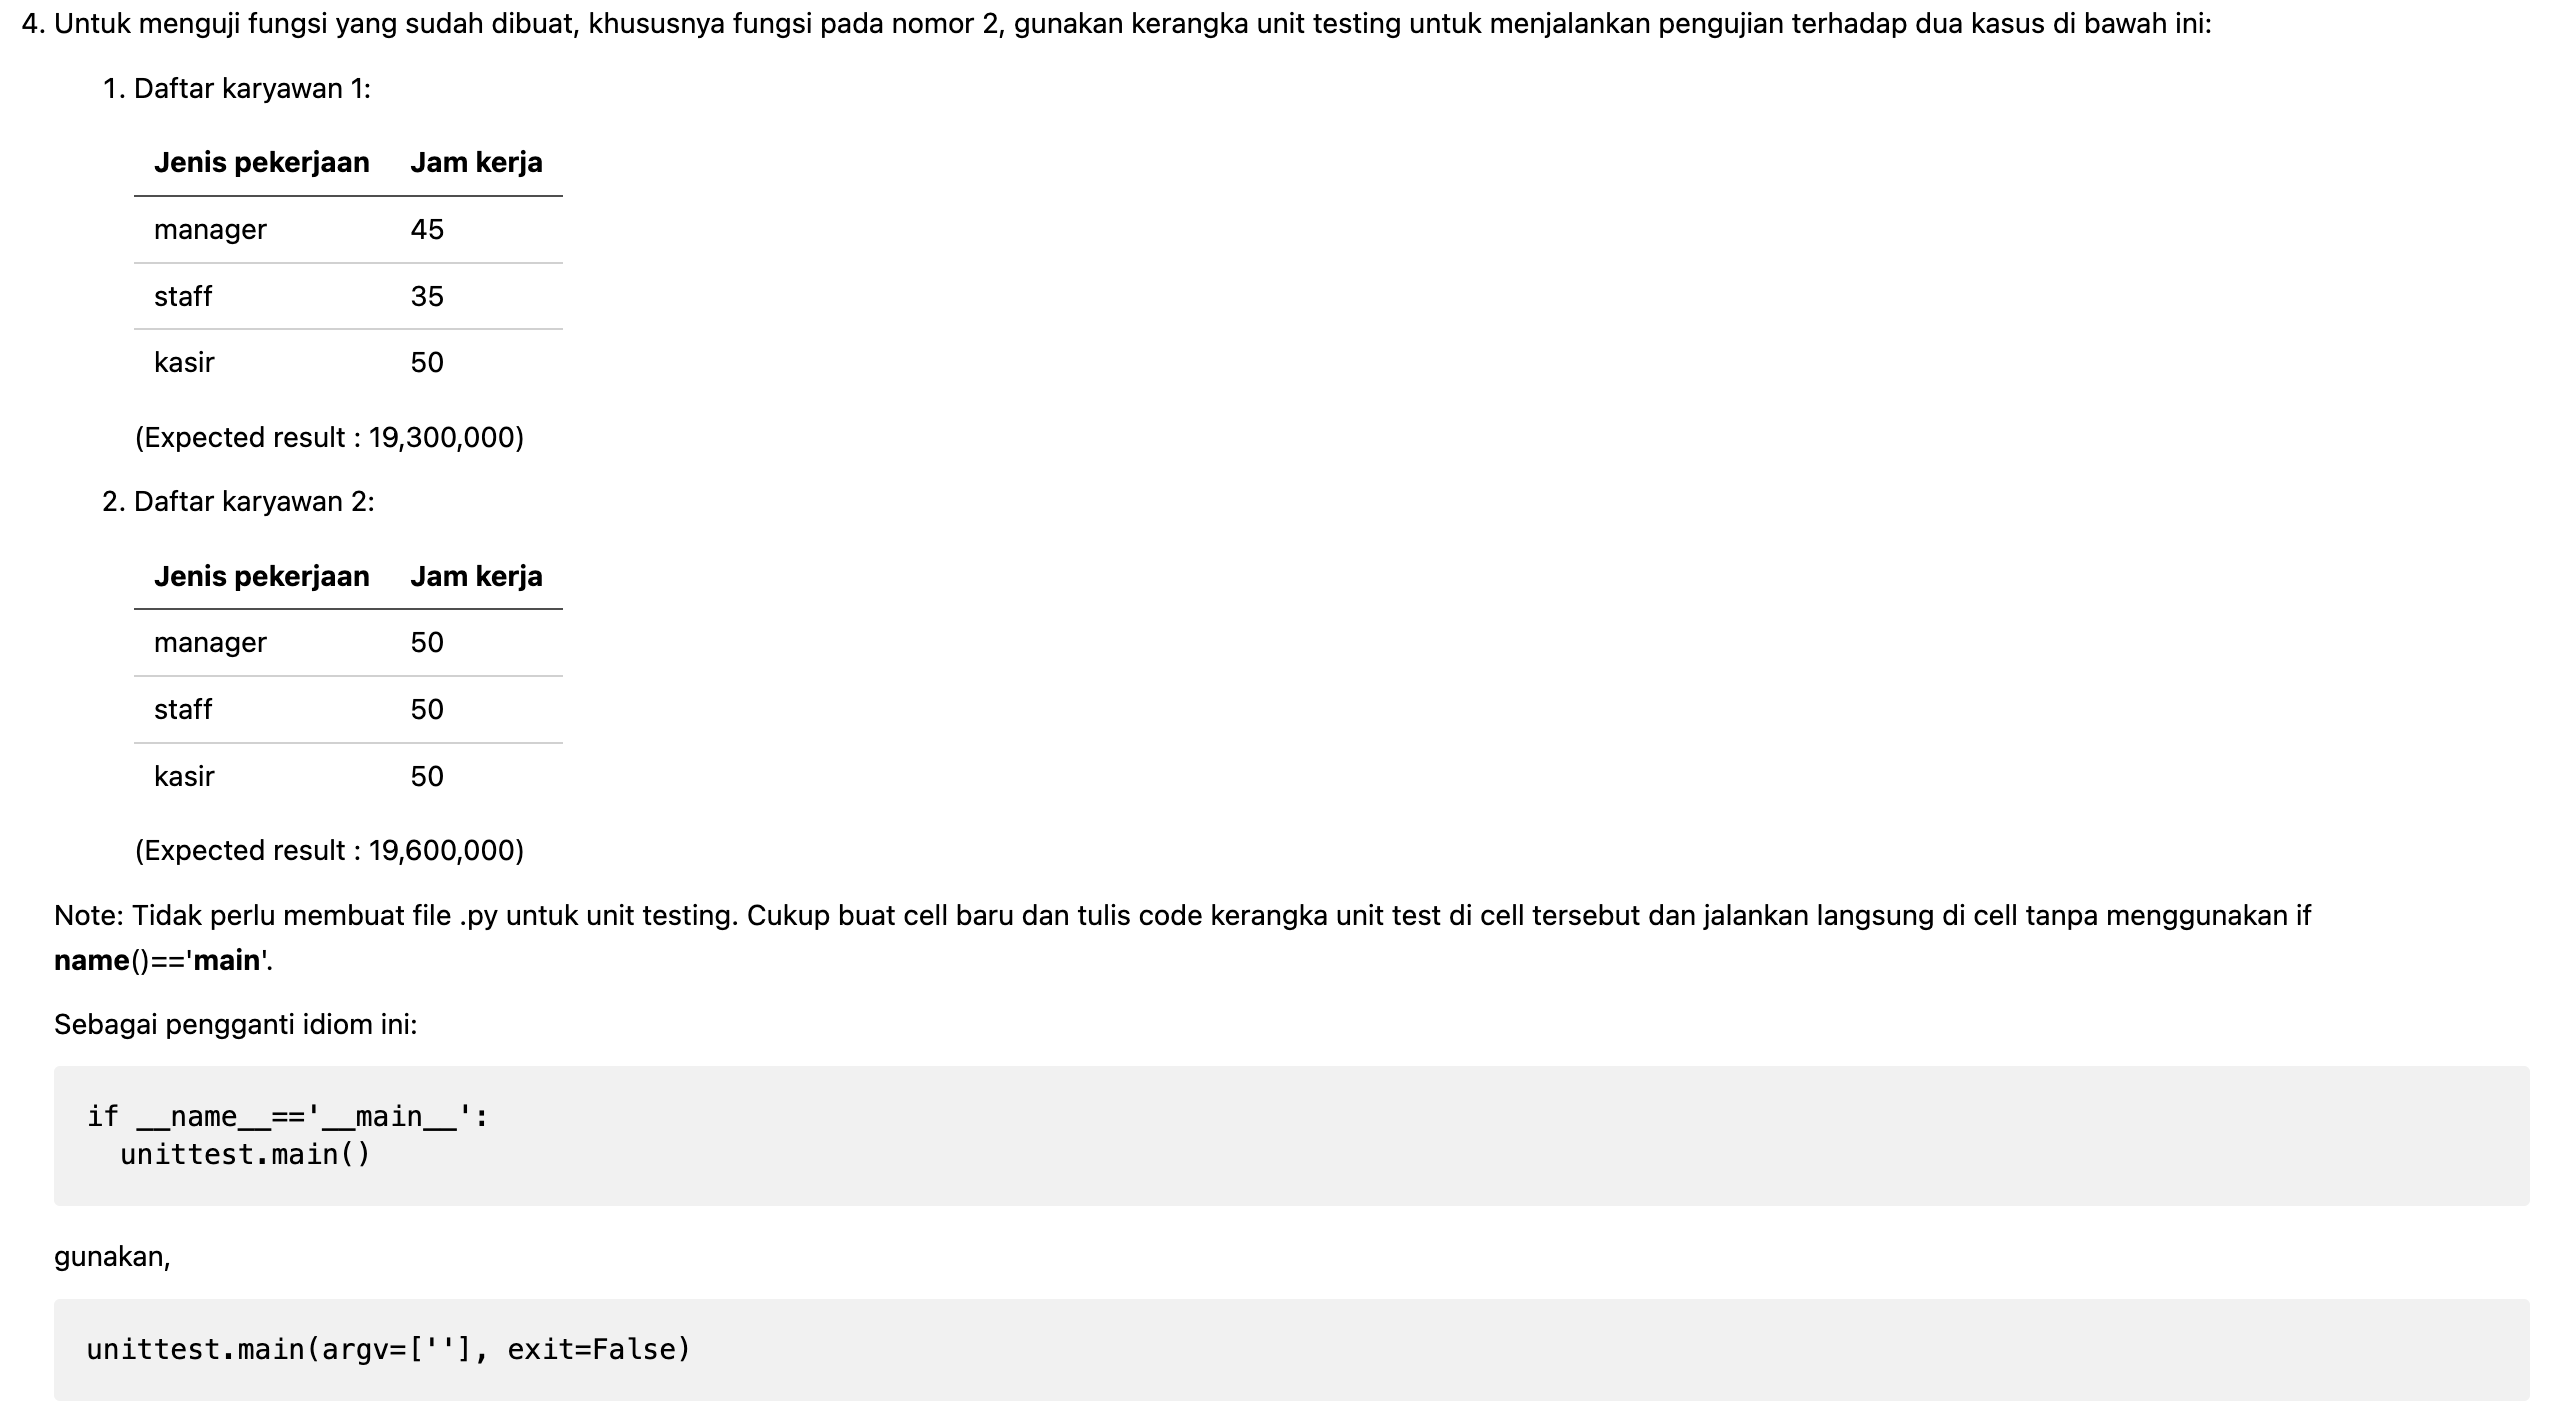 4. Untuk menguji fungsi yang sudah dibuat, khususnya fungsi pada nomor 2, gunakan kerangka unit testing untuk menjalankan pengujian terhadap dua kasus di bawah ini:
1. Daftar karyawan 1:
Jenis pekerjaan Jam kerja
manager 45
staff 35
kasir 50
(Expected result : 19,300,000)
2. Daftar karyawan 2:
Jenis pekerjaan Jam kerja
manager 50
staff 50
kasir 50
(Expected result : 19,600,000)
Note: Tidak perlu membuat file .py untuk unit testing. Cukup buat cell baru dan tulis code kerangka unit test di cell tersebut dan jalankan langsung di cell tanpa menggunakan if
name()=='main'.
Sebagai pengganti idiom ini:
if __name__=='__main__':
  unittest.main()
gunakan,
unittest.main(argv=[''], exit=False)